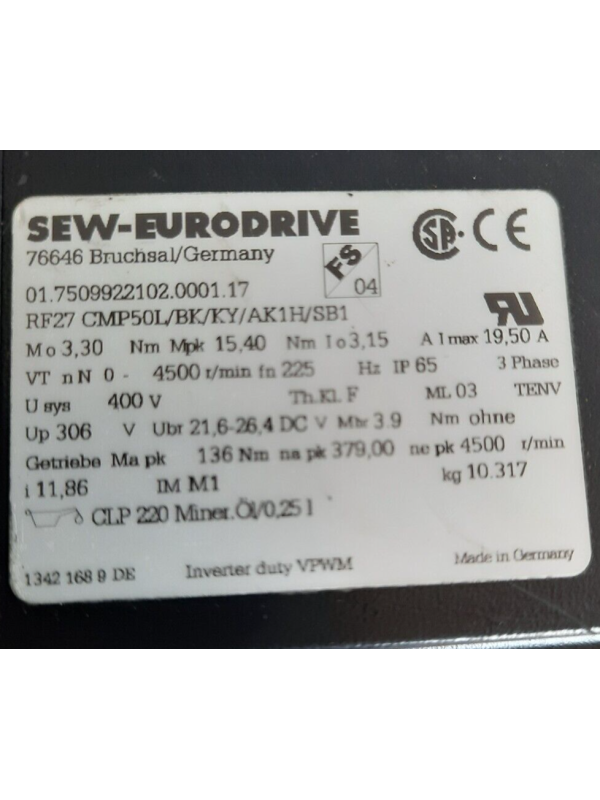 SEW-EURODRIVE
76646 Bruchsal/Germany
FS
04
CSA CE
01.7509922102.0001.17
RF27 CMP50L/BK/KY/AK1H/SB1
RU
Mo 3,30 Nm Mpk 15,40 Nm Io 3,15 A Imax 19,50 A
VT nN 0 - 4500 r/min fn 225 Hz IP 65 3 Phase
U sys 400 V Th.Kl. F ML 03 TENV
Up 306 V Ubr 21,6-26,4 DC V Mbr 3.9 Nm ohne
Getriebe Ma pk 136 Nm na pk 379,00 ne pk 4500 r/min
i 11,86 IM M1 kg 10.317
CLP 220 Miner.Öl/0,25 l
1342 168 9 DE Inverter duty VPWM Made in Germany